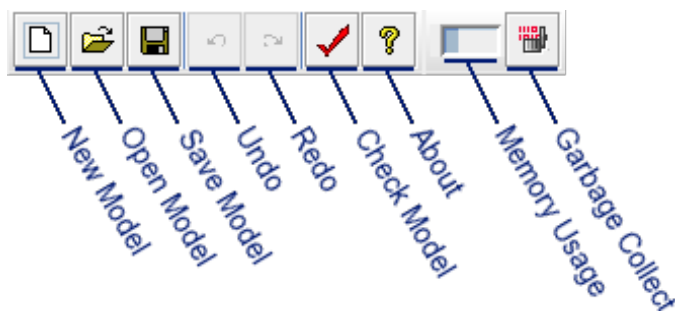 New Model
Open Model
Save Model
Undo
Redo
Check Model
About
Memory Usage
Garbage Collect